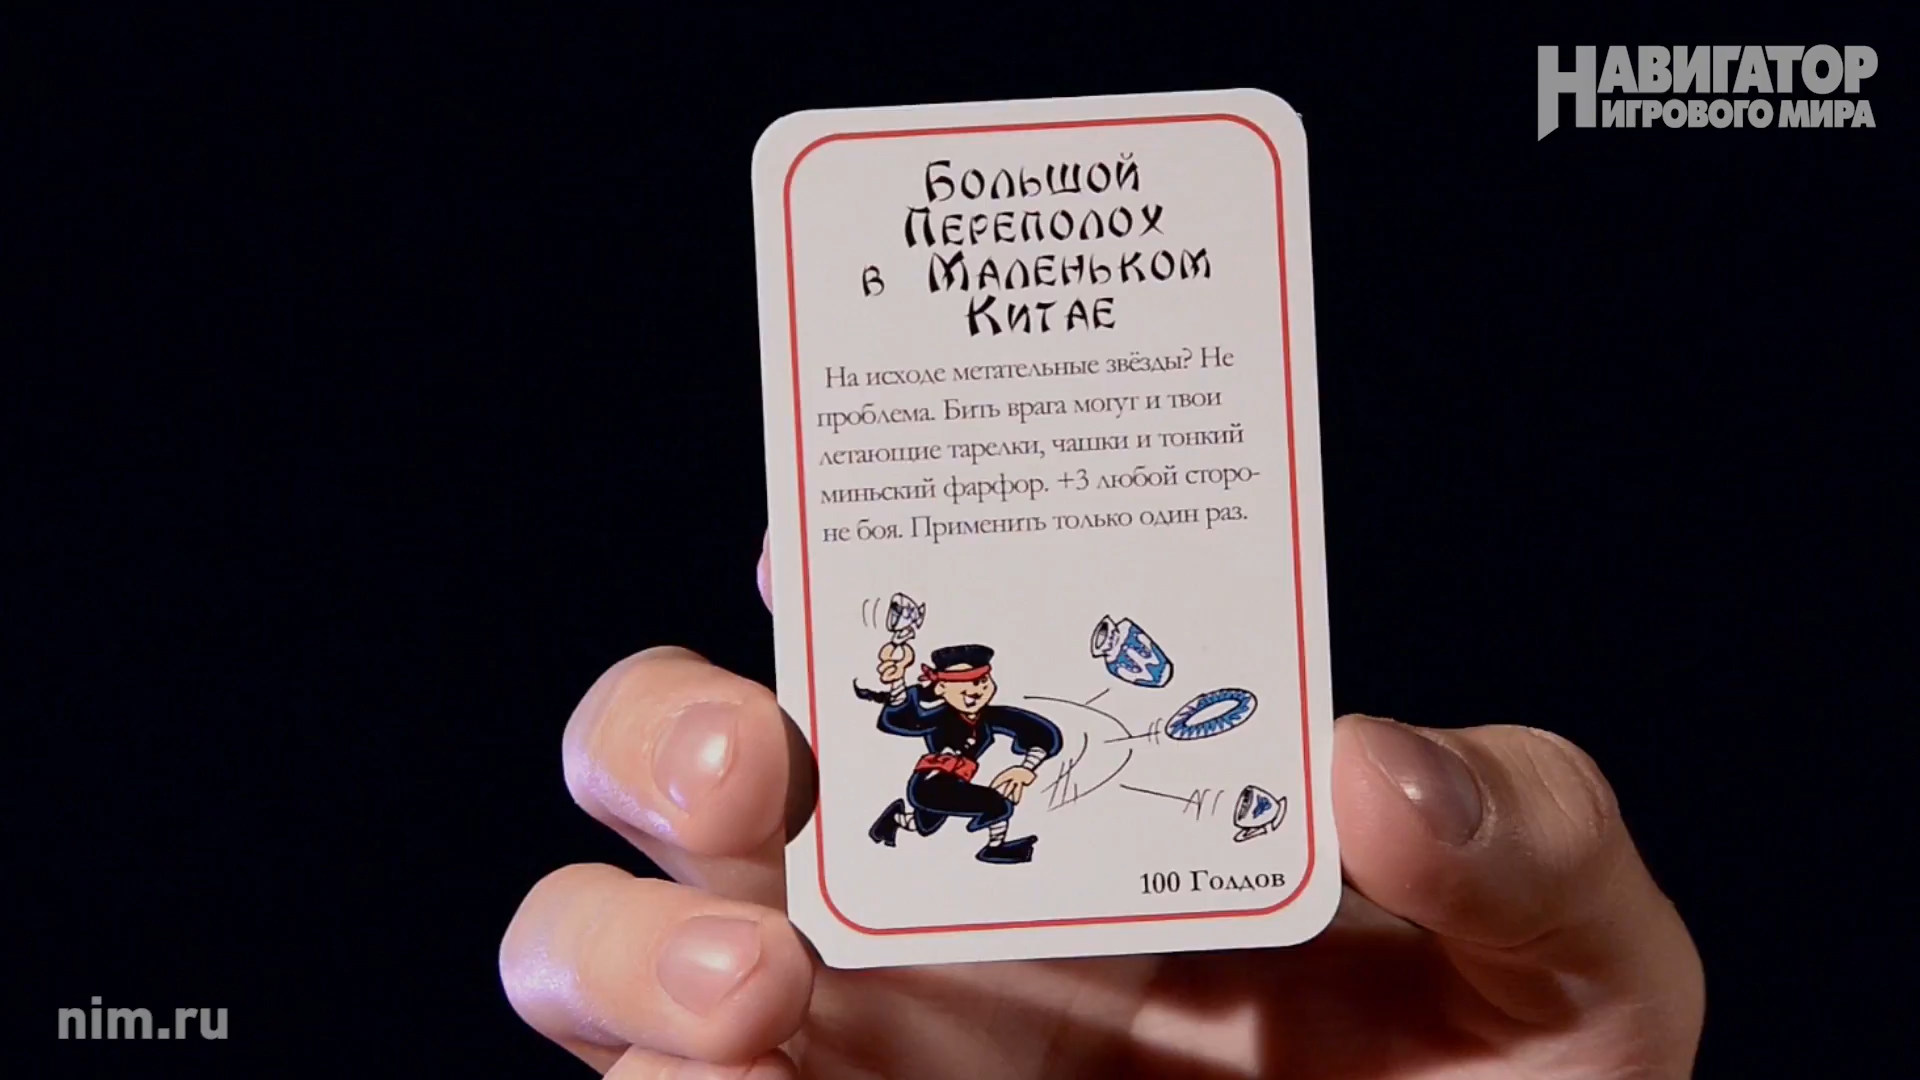 НАВИГАТОР
ИГРОВОГО МИРА
Большой
Переполох
в Маленьком
Китае
На исходе метательные звёзды? Не
проблема. Бить врага могут и твои
летающие тарелки, чашки и тонкий
миньский фарфор. +3 любой сторо-
не боя. Применить только один раз.
100 Голдов
nim.ru